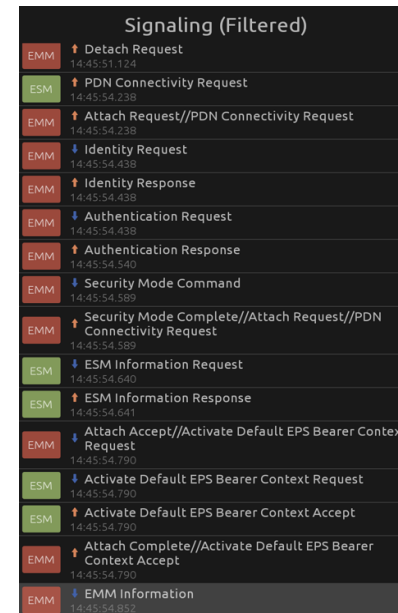 Signaling (Filtered)
EMM
Detach Request
14:45:51.124
ESM
PDN Connectivity Request
14:45:54.238
EMM
Attach Request//PDN Connectivity Request
14:45:54.238
EMM
Identity Request
14:45:54.438
EMM
Identity Response
14:45:54.438
EMM
Authentication Request
14:45:54.438
EMM
Authentication Response
14:45:54.540
EMM
Security Mode Command
14:45:54.589
EMM
Security Mode Complete//Attach Request//PDN
Connectivity Request
14:45:54.589
ESM
ESM Information Request
14:45:54.640
ESM
ESM Information Response
14:45:54.641
EMM
Attach Accept//Activate Default EPS Bearer Contex
Request
14:45:54.790
ESM
Activate Default EPS Bearer Context Request
14:45:54.790
ESM
Activate Default EPS Bearer Context Accept
14:45:54.790
EMM
Attach Complete//Activate Default EPS Bearer
Context Accept
14:45:54.790
EMM
EMM Information
14:45:54.852